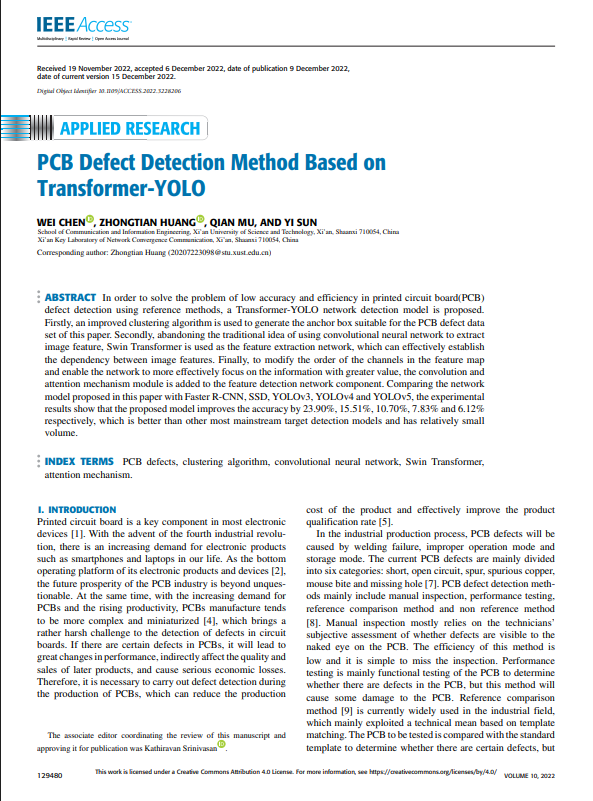 IEEE Access
Multidisciplinary | Rapid Review | Open Access Journal
Received 19 November 2022, accepted 6 December 2022, date of publication 9 December 2022,
date of current version 15 December 2022.
Digital Object Identifier 10.1109/ACCESS.2022.3228206
APPLIED RESEARCH
PCB Defect Detection Method Based on
Transformer-YOLO
WEI CHEN, ZHONGTIAN HUANG, QIAN MU, AND YI SUN
School of Communication and Information Engineering, Xi'an University of Science and Technology, Xi'an, Shaanxi 710054, China
Xi'an Key Laboratory of Network Convergence Communication, Xi'an, Shaanxi 710054, China
Corresponding author: Zhongtian Huang (20207223098@stu.xust.edu.cn)
ABSTRACT In order to solve the problem of low accuracy and efficiency in printed circuit board(PCB)
defect detection using reference methods, a Transformer-YOLO network detection model is proposed.
Firstly, an improved clustering algorithm is used to generate the anchor box suitable for the PCB defect data
set of this paper. Secondly, abandoning the traditional idea of using convolutional neural network to extract
image feature, Swin Transformer is used as the feature extraction network, which can effectively establish
the dependency between image features. Finally, to modify the order of the channels in the feature map
and enable the network to more effectively focus on the information with greater value, the convolution and
attention mechanism module is added to the feature detection network component. Comparing the network
model proposed in this paper with Faster R-CNN, SSD, YOLOv3, YOLOv4 and YOLOv5, the experimental
results show that the proposed model improves the accuracy by 23.90%, 15.51%, 10.70%, 7.83% and 6.12%
respectively, which is better than other most mainstream target detection models and has relatively small
volume.
INDEX TERMS PCB defects, clustering algorithm, convolutional neural network, Swin Transformer,
attention mechanism.
I. INTRODUCTION
Printed circuit board is a key component in most electronic
devices [1]. With the advent of the fourth industrial revolu-
tion, there is an increasing demand for electronic products
such as smartphones and laptops in our life. As the bottom
operating platform of its electronic products and devices [2],
the future prosperity of the PCB industry is beyond unques-
tionable. At the same time, with the increasing demand for
PCBs and the rising productivity, PCBs manufacture tends
to be more complex and miniaturized [4], which brings a
rather harsh challenge to the detection of defects in circuit
boards. If there are certain defects in PCBs, it will lead to
great changes in performance, indirectly affect the quality and
sales of later products, and cause serious economic losses.
Therefore, it is necessary to carry out defect detection during
the production of PCBs, which can reduce the production
The associate editor coordinating the review of this manuscript and
approving it for publication was Kathiravan Srinivasan.
cost of the product and effectively improve the product
qualification rate [5].
In the industrial production process, PCB defects will be
caused by welding failure, improper operation mode and
storage mode. The current PCB defects are mainly divided
into six categories: short, open circuit, spur, spurious copper,
mouse bite and missing hole [7]. PCB defect detection meth-
ods mainly include manual inspection, performance testing,
reference comparison method and non reference method
[8]. Manual inspection mostly relies on the technicians'
subjective assessment of whether defects are visible to the
naked eye on the PCB. The efficiency of this method is
low and it is simple to miss the inspection. Performance
testing is mainly functional testing of the PCB to determine
whether there are defects in the PCB, but this method will
cause some damage to the PCB. Reference comparison
method [9] is currently widely used in the industrial field,
which mainly exploited a technical mean based on template
matching. The PCB to be tested is compared with the standard
template to determine whether there are certain defects, but
129480
This work is licensed under a Creative Commons Attribution 4.0 License. For more information, see https://creativecommons.org/licenses/by/4.0/
VOLUME 10, 2022